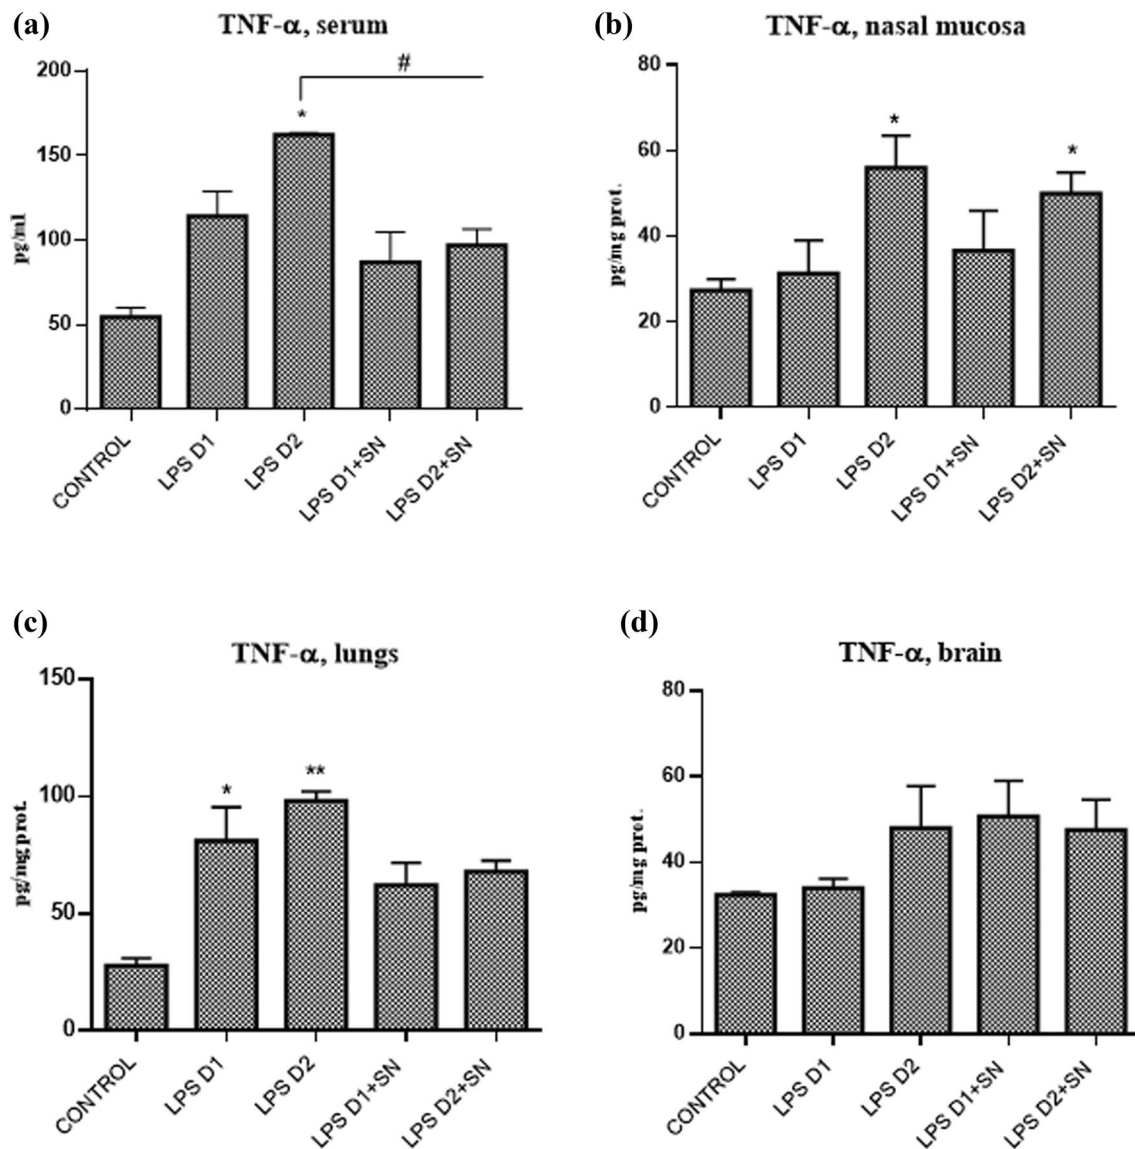 (a)
TNF-α, serum
#
*
200
150
100
50
0
pg/ml
CONTROL
LPS D1
LPS D2
LPS D1+SN
LPS D2+SN
(b)
TNF-α, nasal mucosa
*
*
80
60
40
20
0
pg/mg prot.
CONTROL
LPS D1
LPS D2
LPS D1+SN
LPS D2+SN
(c)
TNF-α, lungs
*
**
150
100
50
0
pg/mg prot.
CONTROL
LPS D1
LPS D2
LPS D1+SN
LPS D2+SN
(d)
TNF-α, brain
80
60
40
20
0
pg/mg prot.
CONTROL
LPS D1
LPS D2
LPS D1+SN
LPS D2+SN